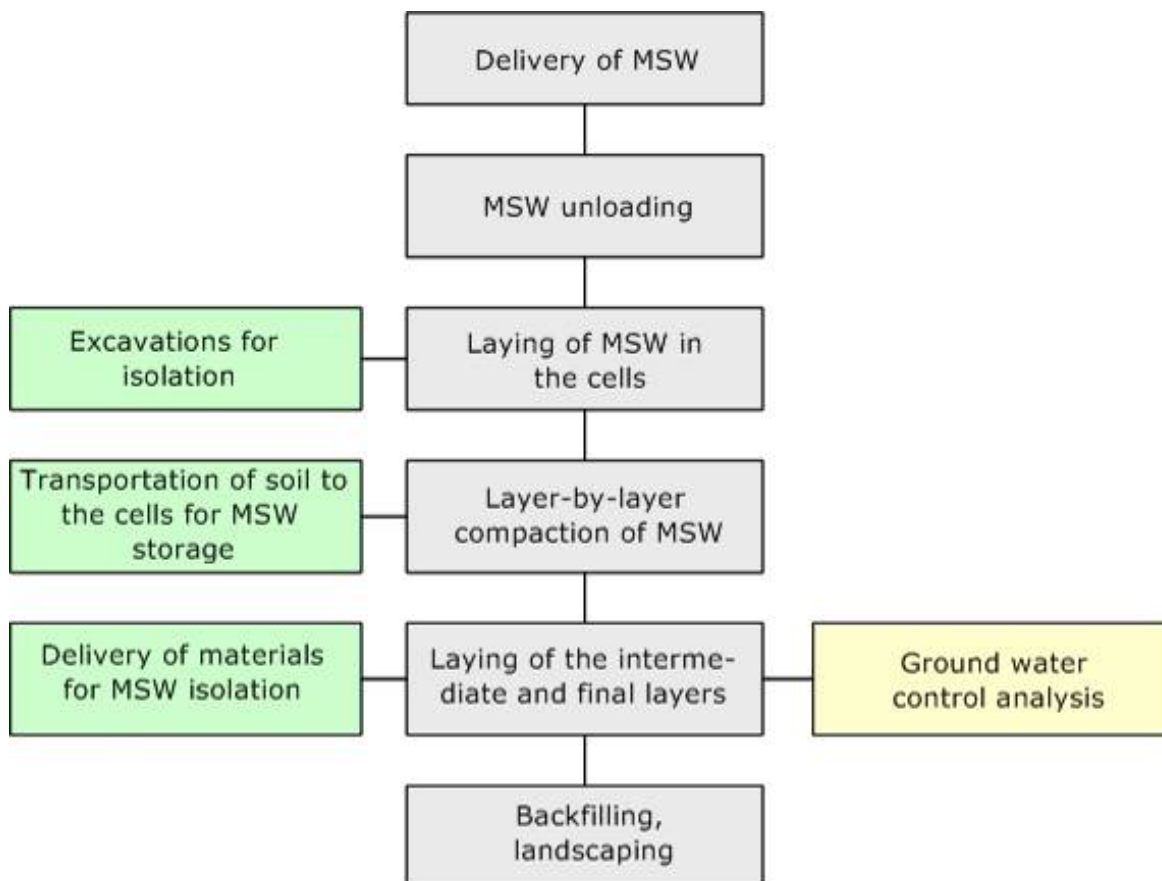 Delivery of MSW
MSW unloading
Excavations for
isolation
Laying of MSW in
the cells
Transportation of soil to
the cells for MSW
storage
Layer-by-layer
compaction of MSW
Delivery of materials
for MSW isolation
Laying of the interme-
diate and final layers
Ground water
control analysis
Backfilling,
landscaping